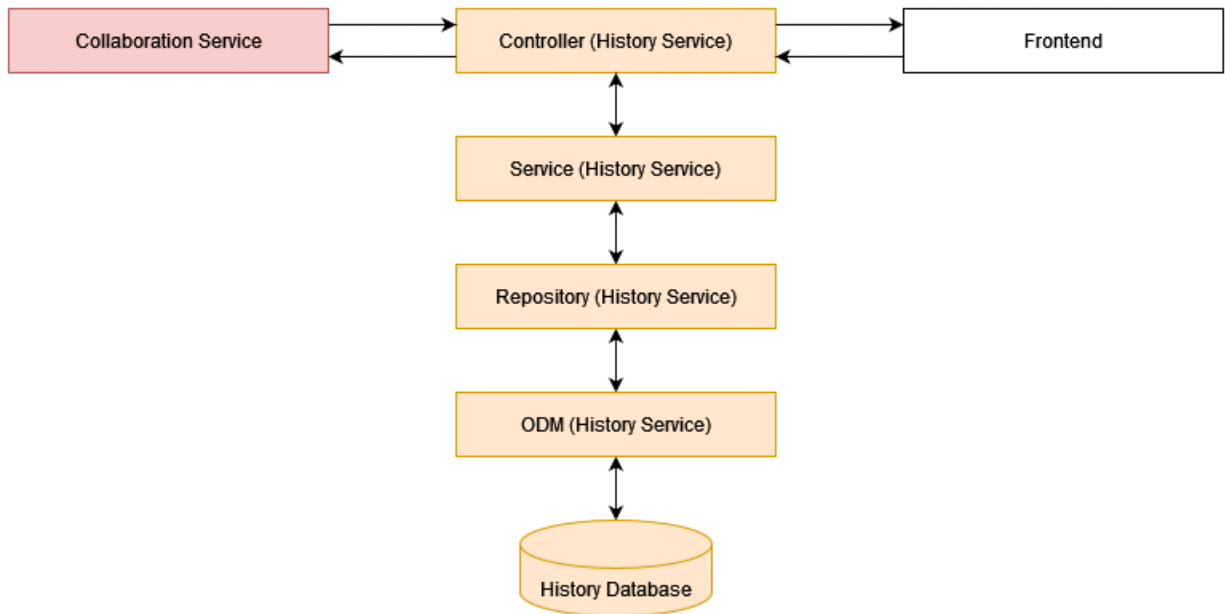 Collaboration Service
Controller (History Service)
Frontend
Service (History Service)
Repository (History Service)
ODM (History Service)
History Database